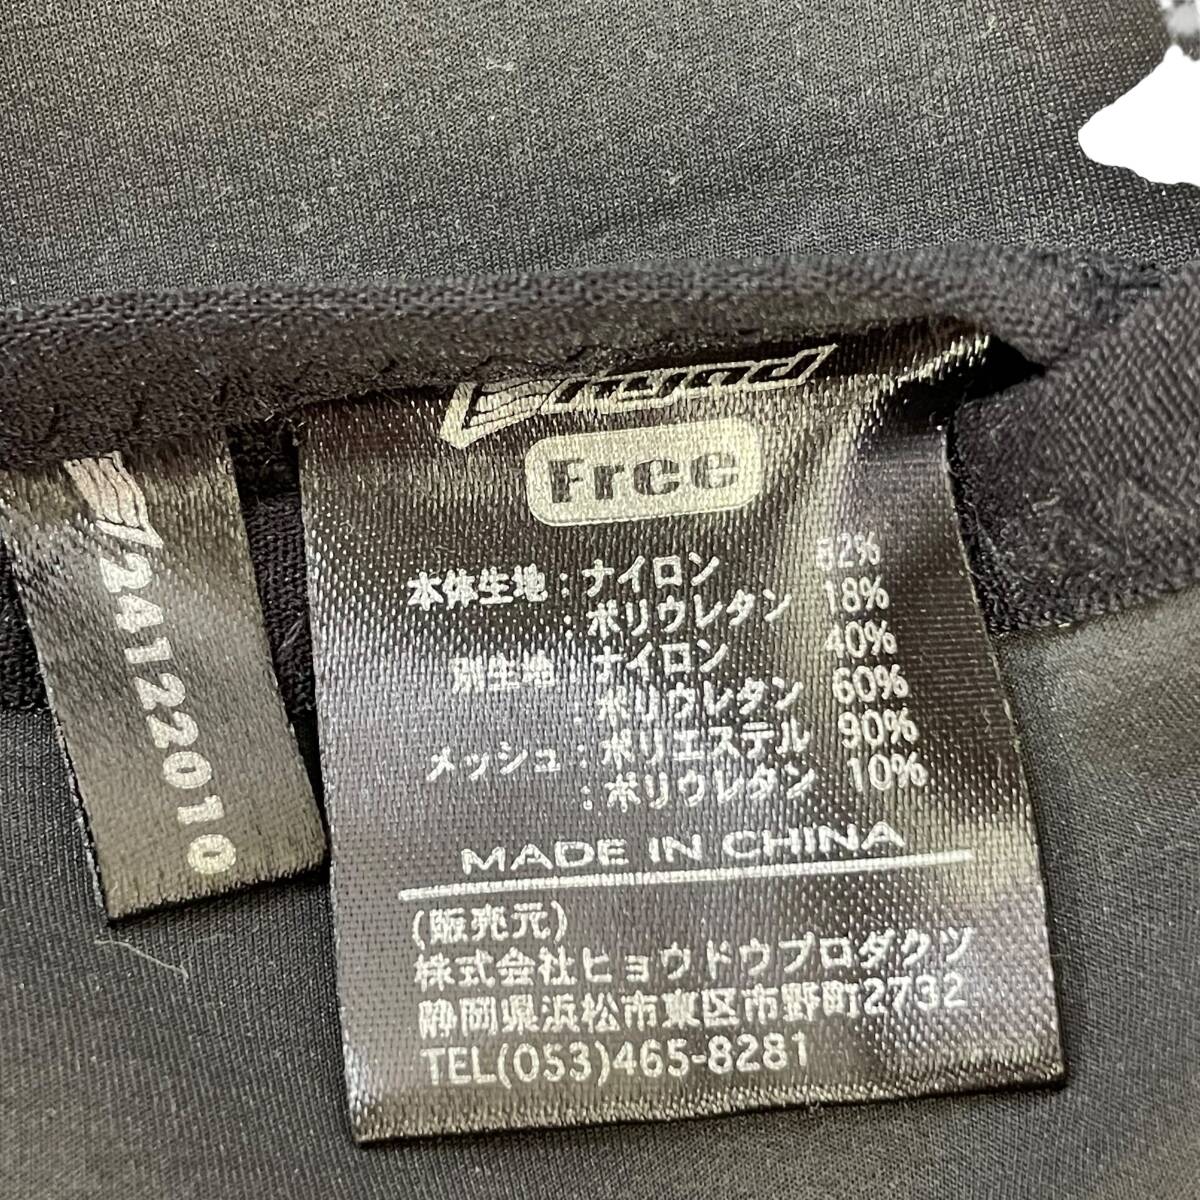 hyod
Free
本体生地：ナイロン 82%
：ポリウレタン 18%
別生地：ナイロン 40%
：ポリウレタン 60%
メッシュ：ポリエステル 90%
：ポリウレタン 10%
MADE IN CHINA
(販売元)
株式会社ヒョウドウプロダクツ
静岡県浜松市東区市野町2732
TEL(053)465-8281
24122010